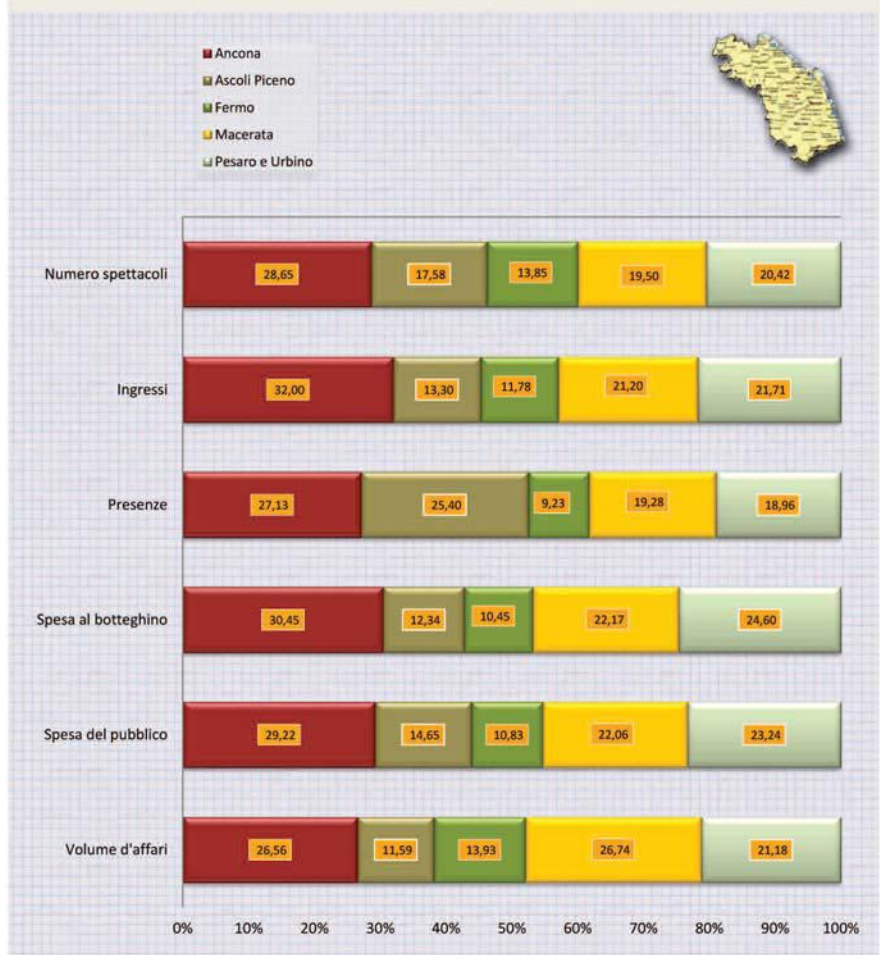 Ancona
Ascoli Piceno
Fermo
Macerata
Pesaro e Urbino
Numero spettacoli
28,65 17,58 13,85 19,50 20,42
Ingressi
32,00 13,30 11,78 21,20 21,71
Presenze
27,13 25,40 9,23 19,28 18,96
Spesa al botteghino
30,45 12,34 10,45 22,17 24,60
Spesa del pubblico
29,22 14,65 10,83 22,06 23,24
Volume d'affari
26,56 11,59 13,93 26,74 21,18
0% 10% 20% 30% 40% 50% 60% 70% 80% 90% 100%